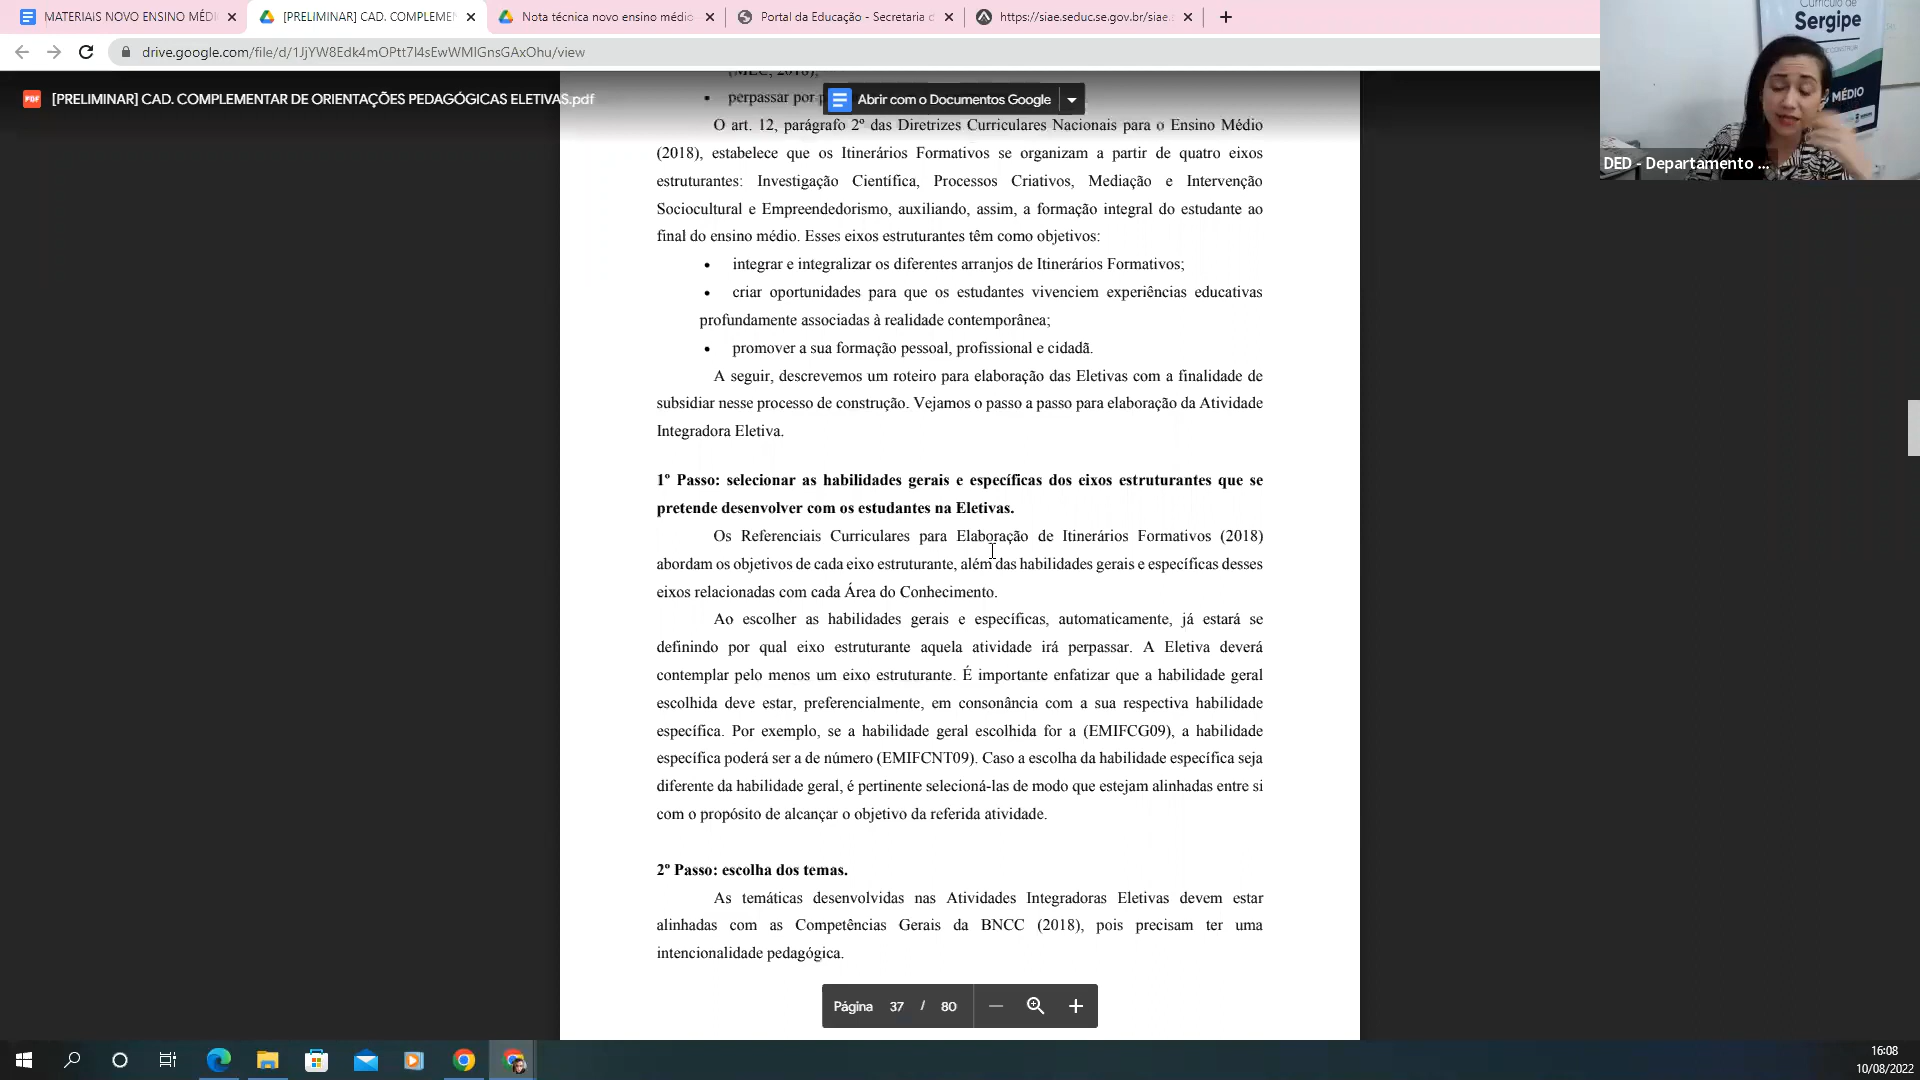 MATERIAIS NOVO ENSINO MÉDI
[PRELIMINAR] CAD. COMPLEMEN
Nota técnica novo ensino médio
Portal da Educação - Secretaria d
https://siae.seduc.se.gov.br/siae.
drive.google.com/file/d/1JjYW8Edk4mOPtt7l4sEwWMIGnsGAxOhu/view
PDF [PRELIMINAR] CAD. COMPLEMENTAR DE ORIENTAÇÕES PEDAGÓGICAS ELETIVAS.pdf
Abrir com o Documentos Google
Currículo de
Sergipe
MÉDIO
DED - Departamento ...
(MEC, 2018);
• perpassar por
O art. 12, parágrafo 2º das Diretrizes Curriculares Nacionais para o Ensino Médio
(2018), estabelece que os Itinerários Formativos se organizam a partir de quatro eixos
estruturantes: Investigação Científica, Processos Criativos, Mediação e Intervenção
Sociocultural e Empreendedorismo, auxiliando, assim, a formação integral do estudante ao
final do ensino médio. Esses eixos estruturantes têm como objetivos:
• integrar e integralizar os diferentes arranjos de Itinerários Formativos;
• criar oportunidades para que os estudantes vivenciem experiências educativas
profundamente associadas à realidade contemporânea;
• promover a sua formação pessoal, profissional e cidadã.
A seguir, descrevemos um roteiro para elaboração das Eletivas com a finalidade de
subsidiar nesse processo de construção. Vejamos o passo a passo para elaboração da Atividade
Integradora Eletiva.
1º Passo: selecionar as habilidades gerais e específicas dos eixos estruturantes que se
pretende desenvolver com os estudantes na Eletivas.
Os Referenciais Curriculares para Elaboração de Itinerários Formativos (2018)
abordam os objetivos de cada eixo estruturante, além das habilidades gerais e específicas desses
eixos relacionadas com cada Área do Conhecimento.
Ao escolher as habilidades gerais e específicas, automaticamente, já estará se
definindo por qual eixo estruturante aquela atividade irá perpassar. A Eletiva deverá
contemplar pelo menos um eixo estruturante. É importante enfatizar que a habilidade geral
escolhida deve estar, preferencialmente, em consonância com a sua respectiva habilidade
específica. Por exemplo, se a habilidade geral escolhida for a (EMIFCG09), a habilidade
específica poderá ser a de número (EMIFCNT09). Caso a escolha da habilidade específica seja
diferente da habilidade geral, é pertinente selecioná-las de modo que estejam alinhadas entre si
com o propósito de alcançar o objetivo da referida atividade.
2º Passo: escolha dos temas.
As temáticas desenvolvidas nas Atividades Integradoras Eletivas devem estar
alinhadas com as Competências Gerais da BNCC (2018), pois precisam ter uma
intencionalidade pedagógica.
Página 37 / 80
16:08
10/08/2022